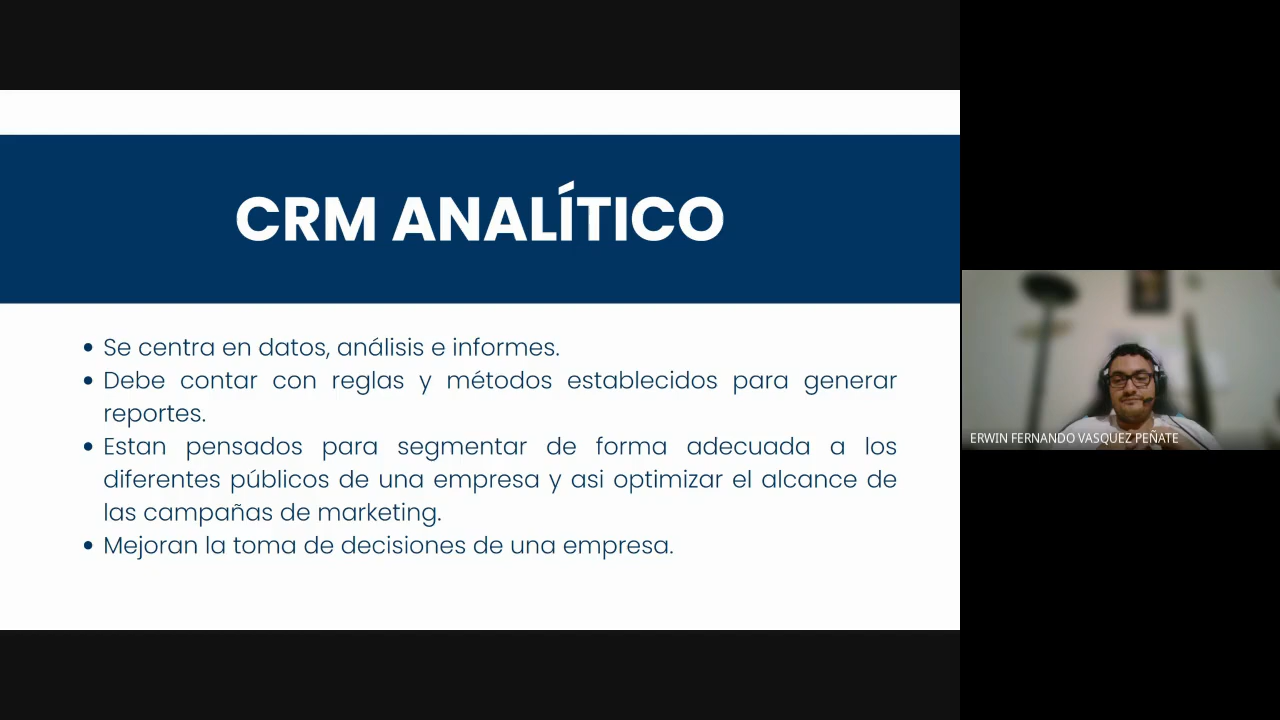 CRM ANALÍTICO
• Se centra en datos, análisis e informes.
• Debe contar con reglas y métodos establecidos para generar
reportes.
• Estan pensados para segmentar de forma adecuada a los
diferentes públicos de una empresa y asi optimizar el alcance de
las campañas de marketing.
• Mejoran la toma de decisiones de una empresa.
ERWIN FERNANDO VASQUEZ PEÑATE